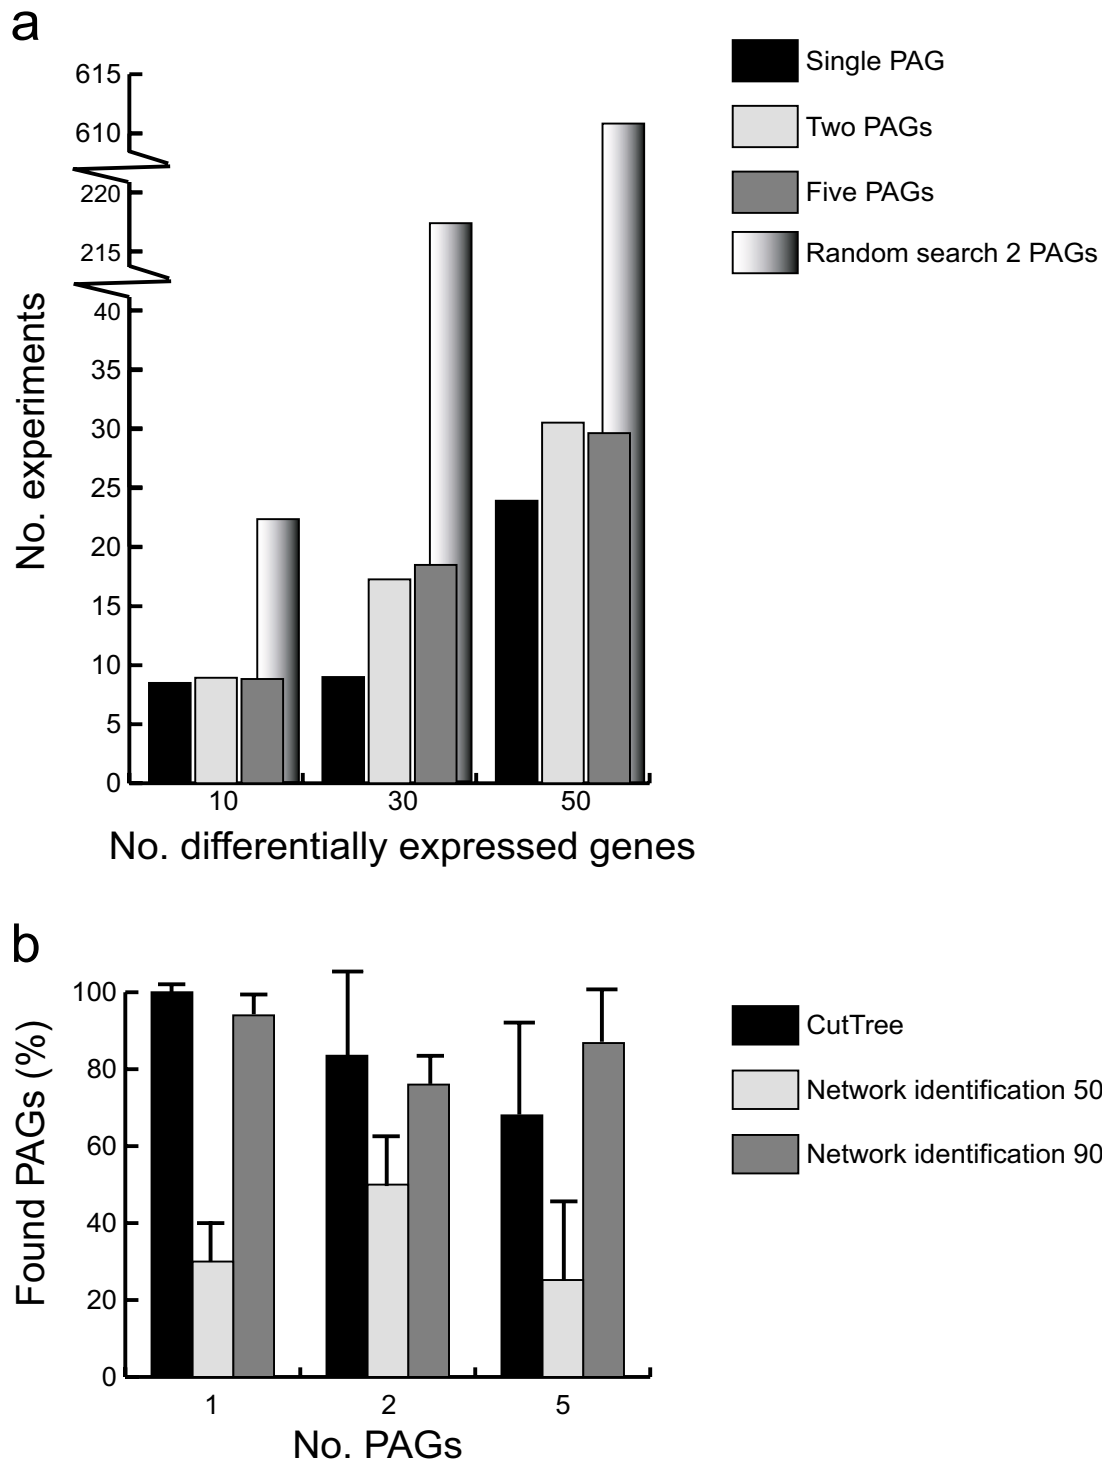 a
615
610
220
215
40
35
30
25
20
15
10
5
0
No. experiments
10 30 50
No. differentially expressed genes
Single PAG
Two PAGs
Five PAGs
Random search 2 PAGs
b
100
80
60
40
20
0
Found PAGs (%)
1 2 5
No. PAGs
CutTree
Network identification 50
Network identification 90